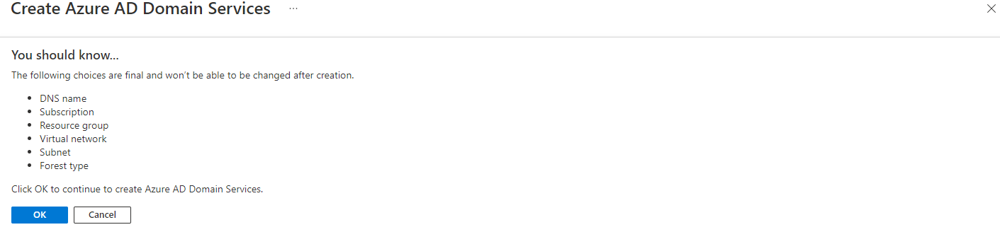 Create Azure AD Domain Services ...
You should know...
The following choices are final and won't be able to be changed after creation.
• DNS name
• Subscription
• Resource group
• Virtual network
• Subnet
• Forest type
Click OK to continue to create Azure AD Domain Services.
OK Cancel